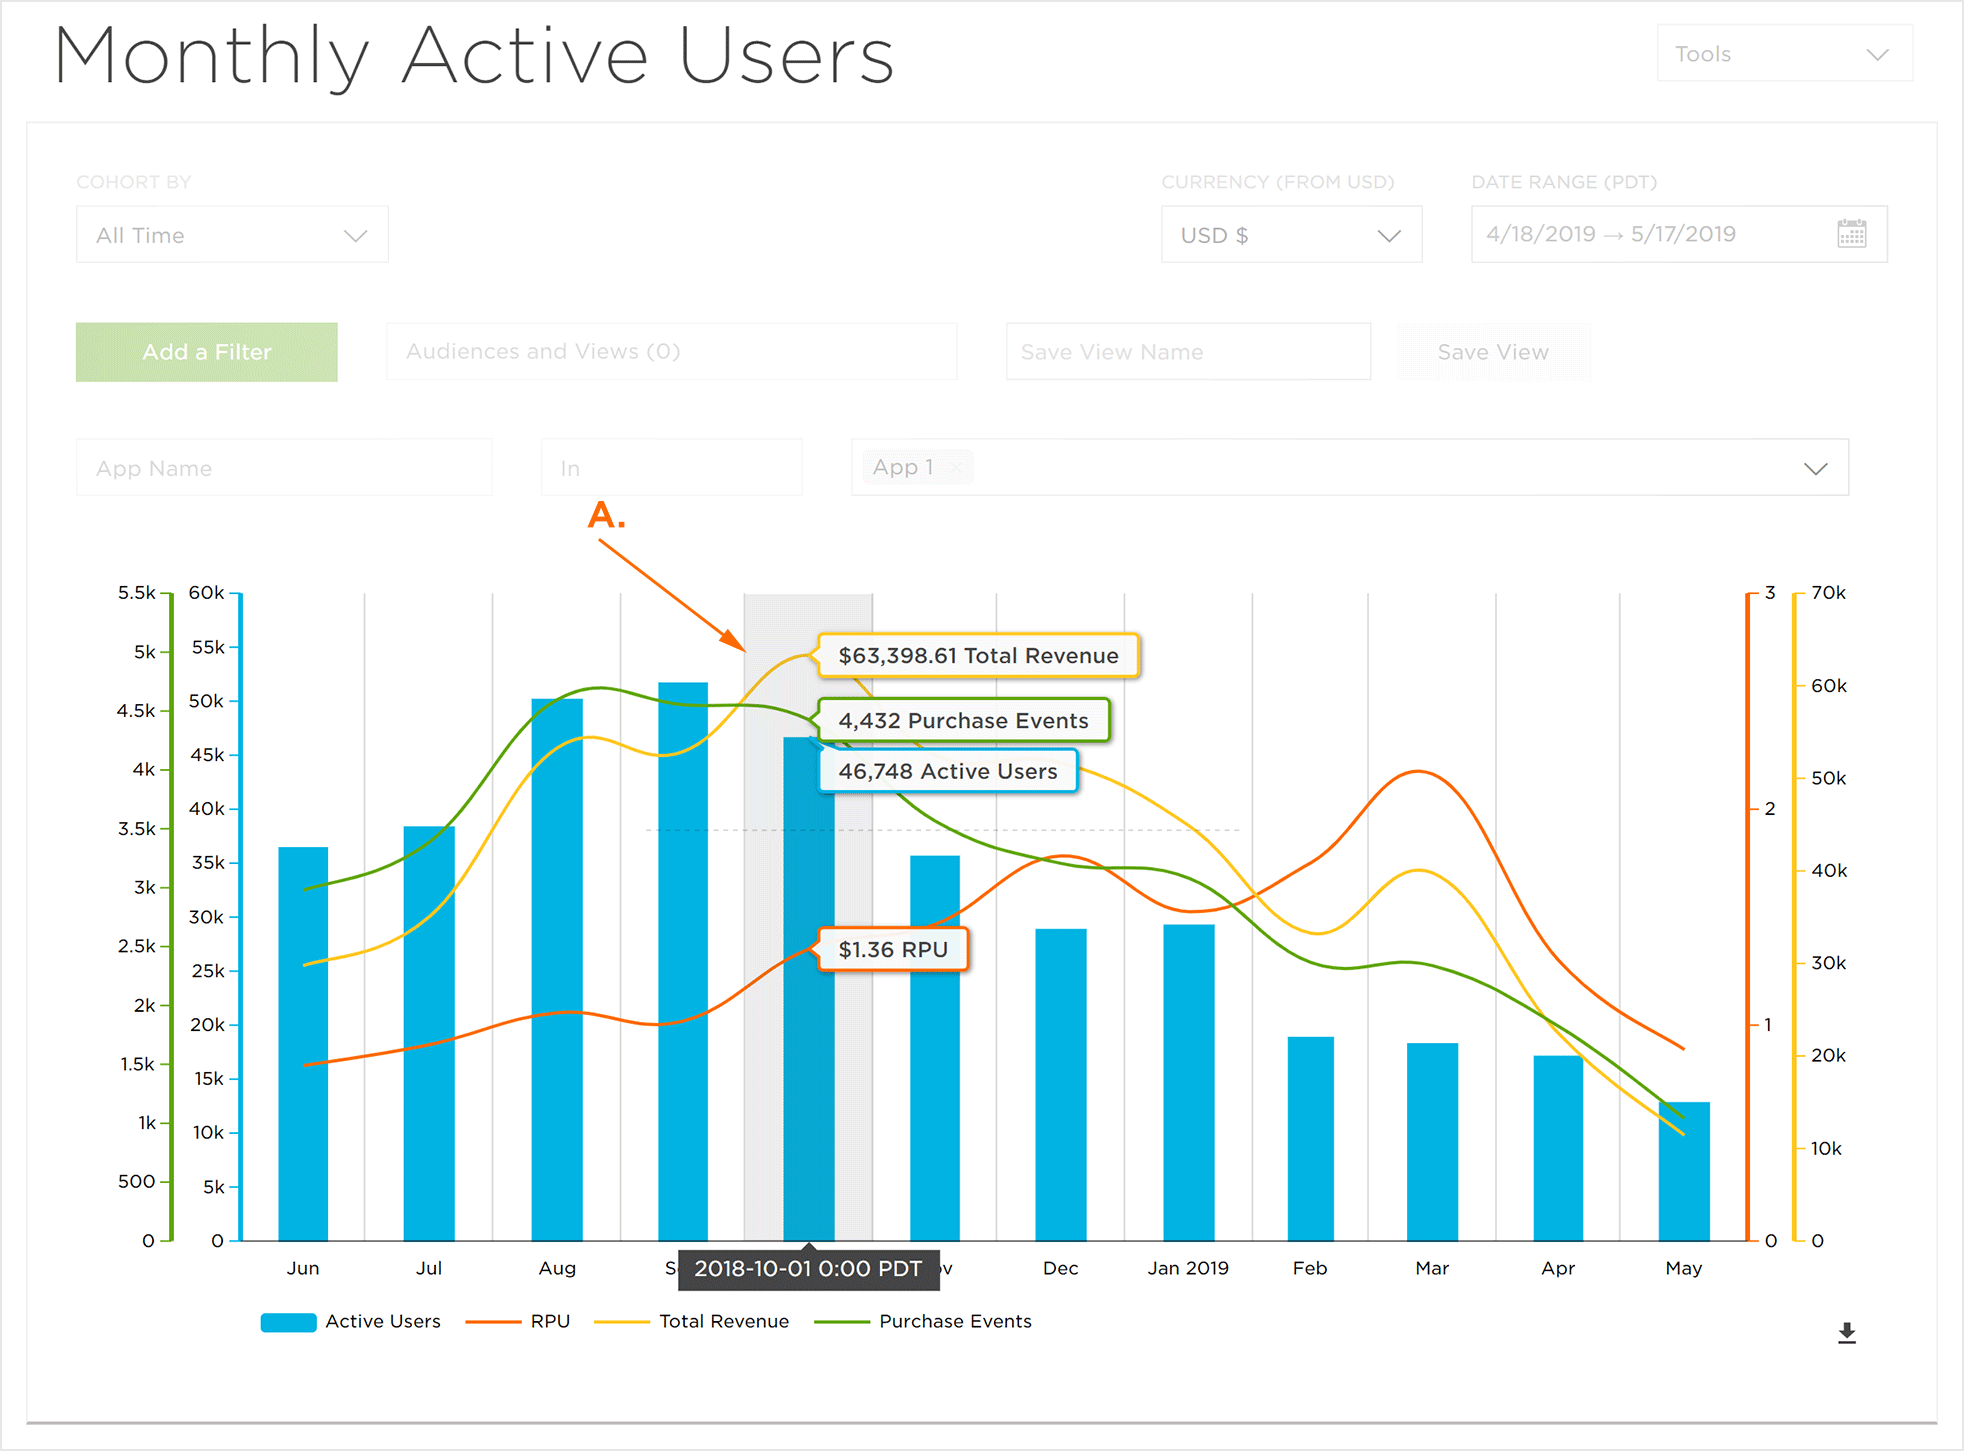 Monthly Active Users
Tools
COHORT BY
CURRENCY (FROM USD)
DATE RANGE (PDT)
All Time
USD $
4/18/2019 → 5/17/2019
Add a Filter
Audiences and Views (0)
Save View Name
Save View
App Name
In
App 1 ×
A.
5.5k
5k
4.5k
4k
3.5k
3k
2.5k
2k
1.5k
1k
500
0
60k
55k
50k
45k
40k
35k
30k
25k
20k
15k
10k
5k
0
$63,398.61 Total Revenue
4,432 Purchase Events
46,748 Active Users
$1.36 RPU
3
2
1
0
70k
60k
50k
40k
30k
20k
10k
0
Jun Jul Aug 2018-10-01 0:00 PDT Dec Jan 2019 Feb Mar Apr May
Active Users RPU Total Revenue Purchase Events